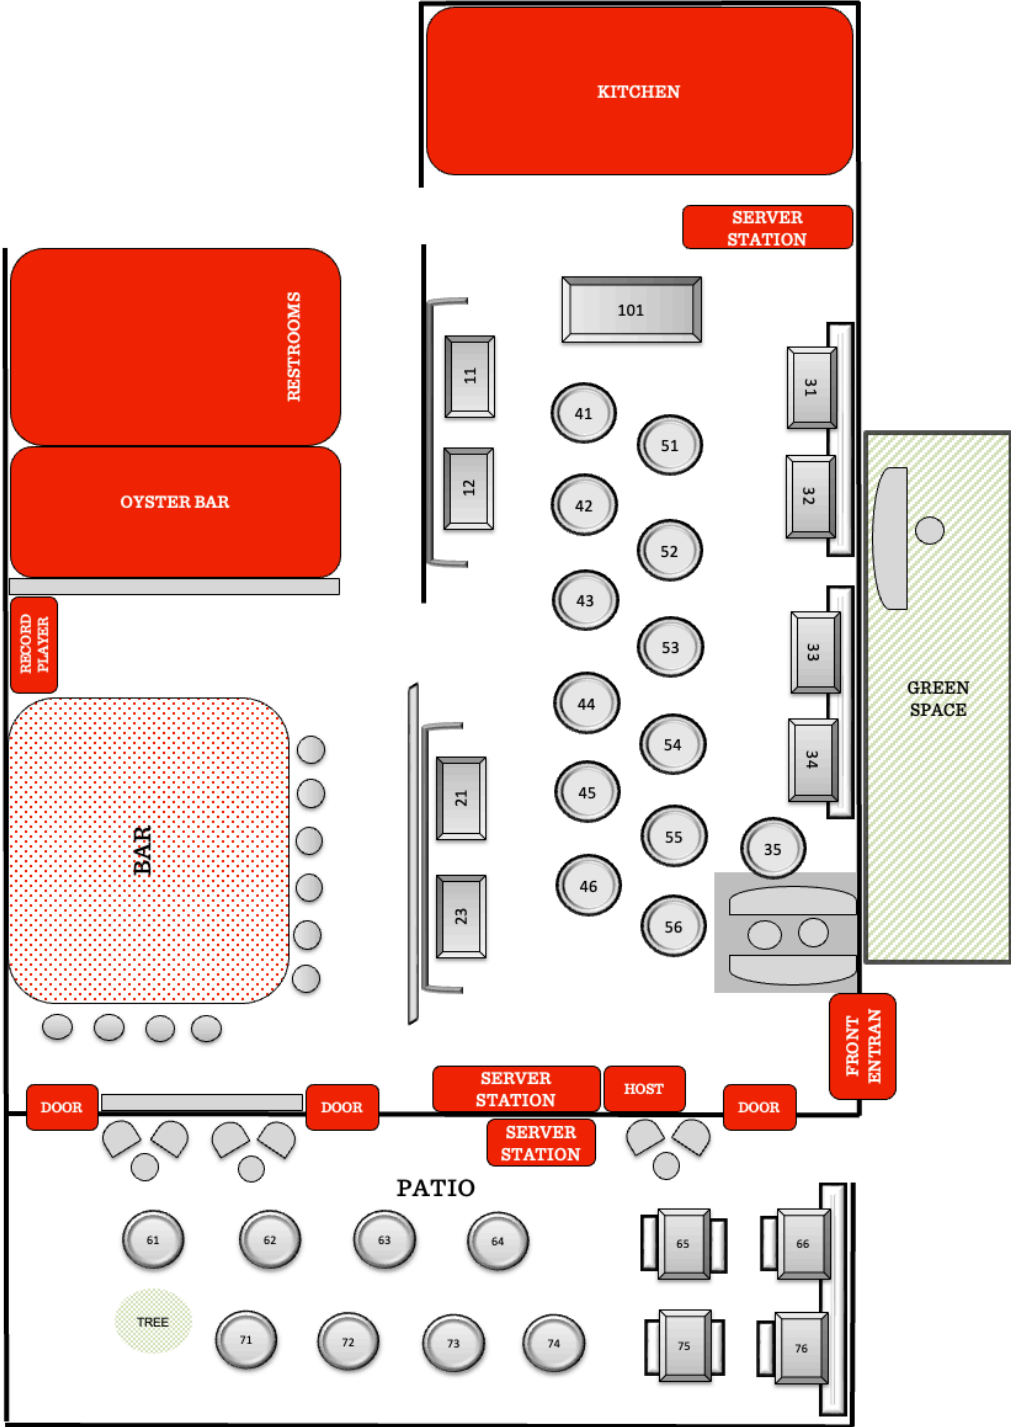 KITCHEN
SERVER
STATION
101
RESTROOMS
11
31
41
51
12
32
42
OYSTER BAR
52
43
RECORD
PLAYER
53
33
GREEN
SPACE
44
54
34
21
45
55
35
BAR
46
23
56
FRONT
ENTRAN
SERVER
STATION
HOST
DOOR
DOOR
DOOR
SERVER
STATION
PATIO
61
62
63
64
65
66
TREE
71
72
73
74
75
76